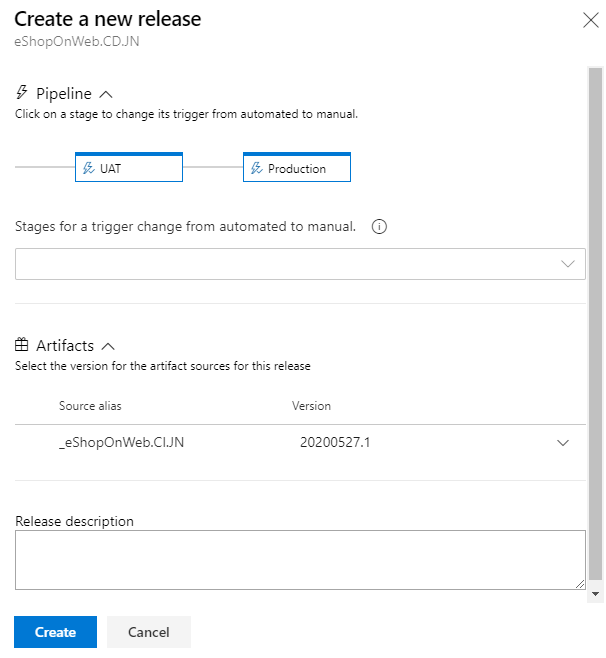 Create a new release
eShopOnWeb.CD.JN
Pipeline
Click on a stage to change its trigger from automated to manual.
UAT
Production
Stages for a trigger change from automated to manual.
Artifacts
Select the version for the artifact sources for this release
Source alias Version
_eShopOnWeb.CI.JN 20200527.1
Release description
Create Cancel